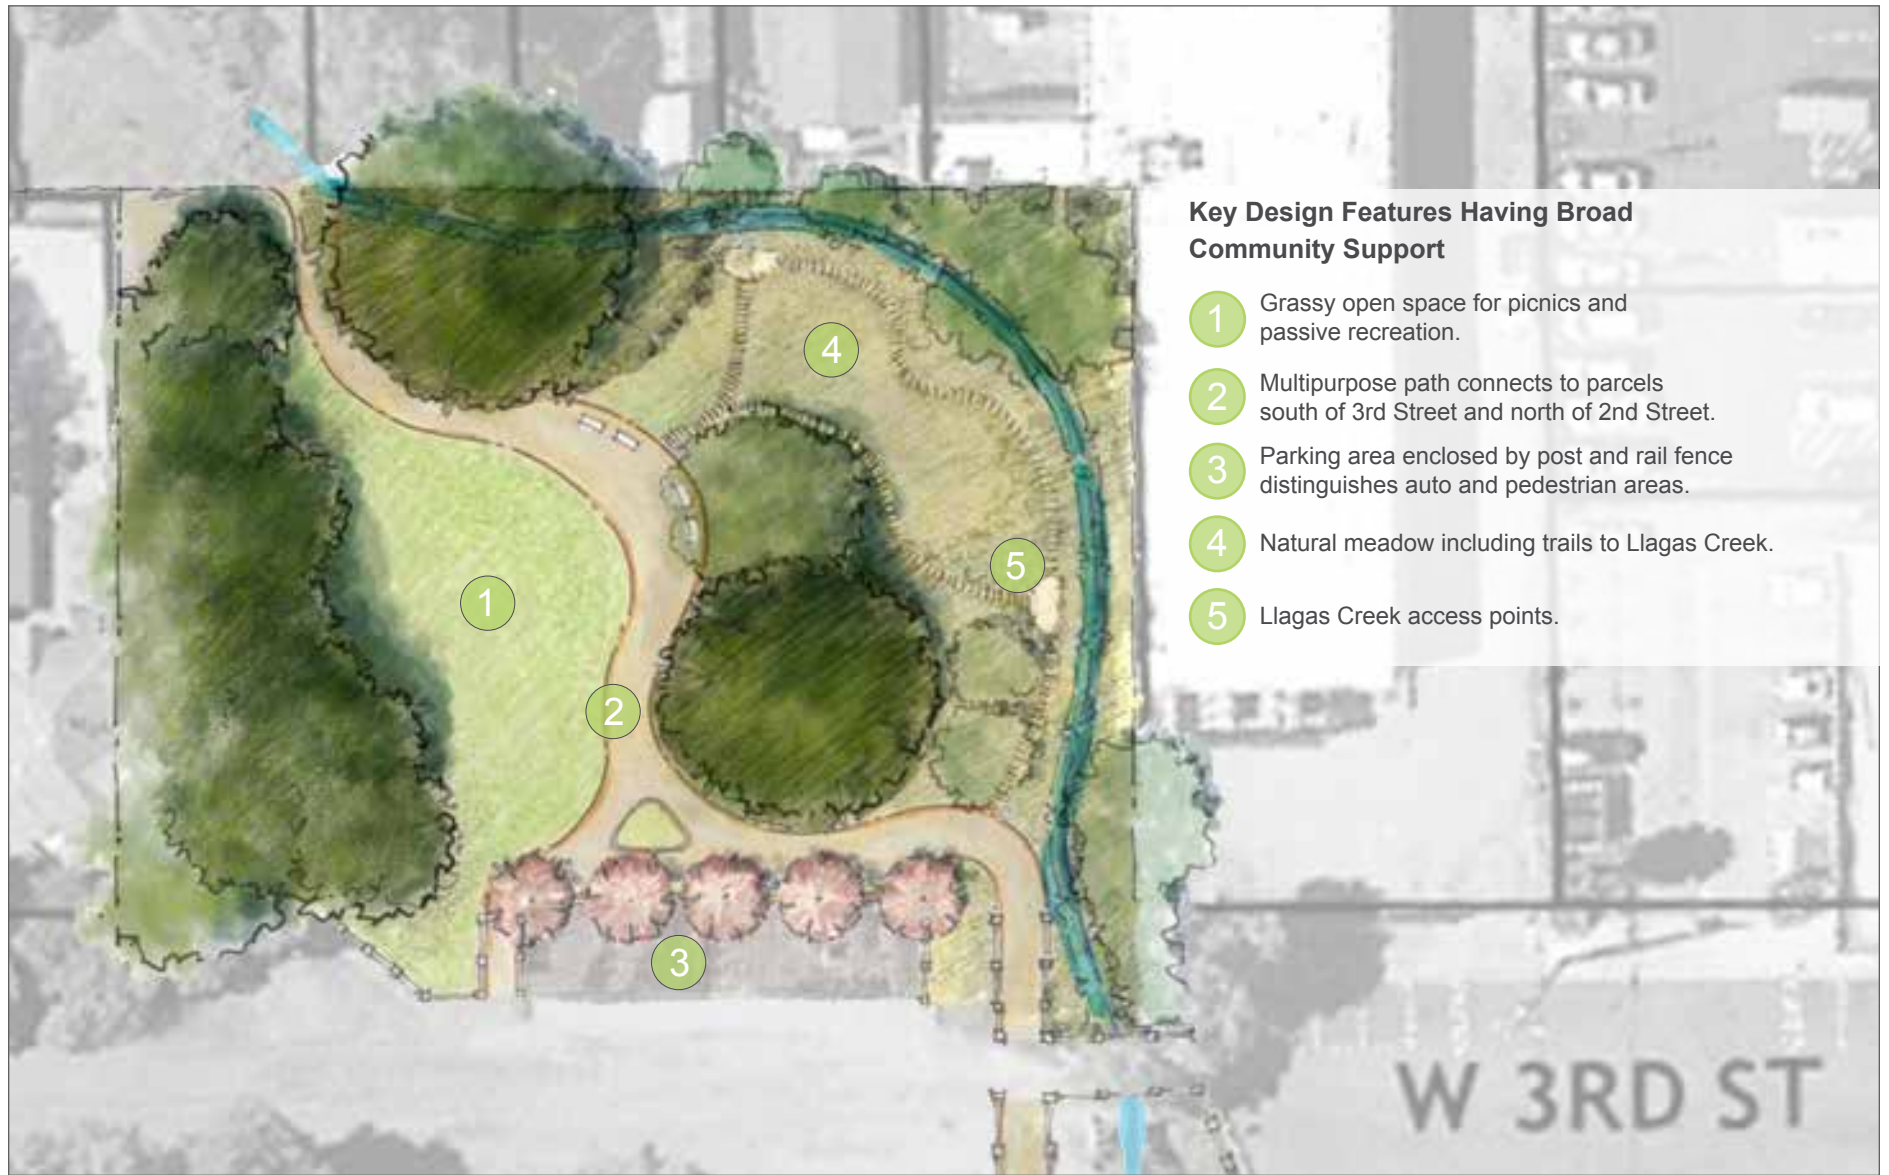 Key Design Features Having Broad
Community Support
1 Grassy open space for picnics and
passive recreation.
2 Multipurpose path connects to parcels
south of 3rd Street and north of 2nd Street.
3 Parking area enclosed by post and rail fence
distinguishes auto and pedestrian areas.
4 Natural meadow including trails to Llagas Creek.
5 Llagas Creek access points.
4
5
1
2
3
W 3RD ST